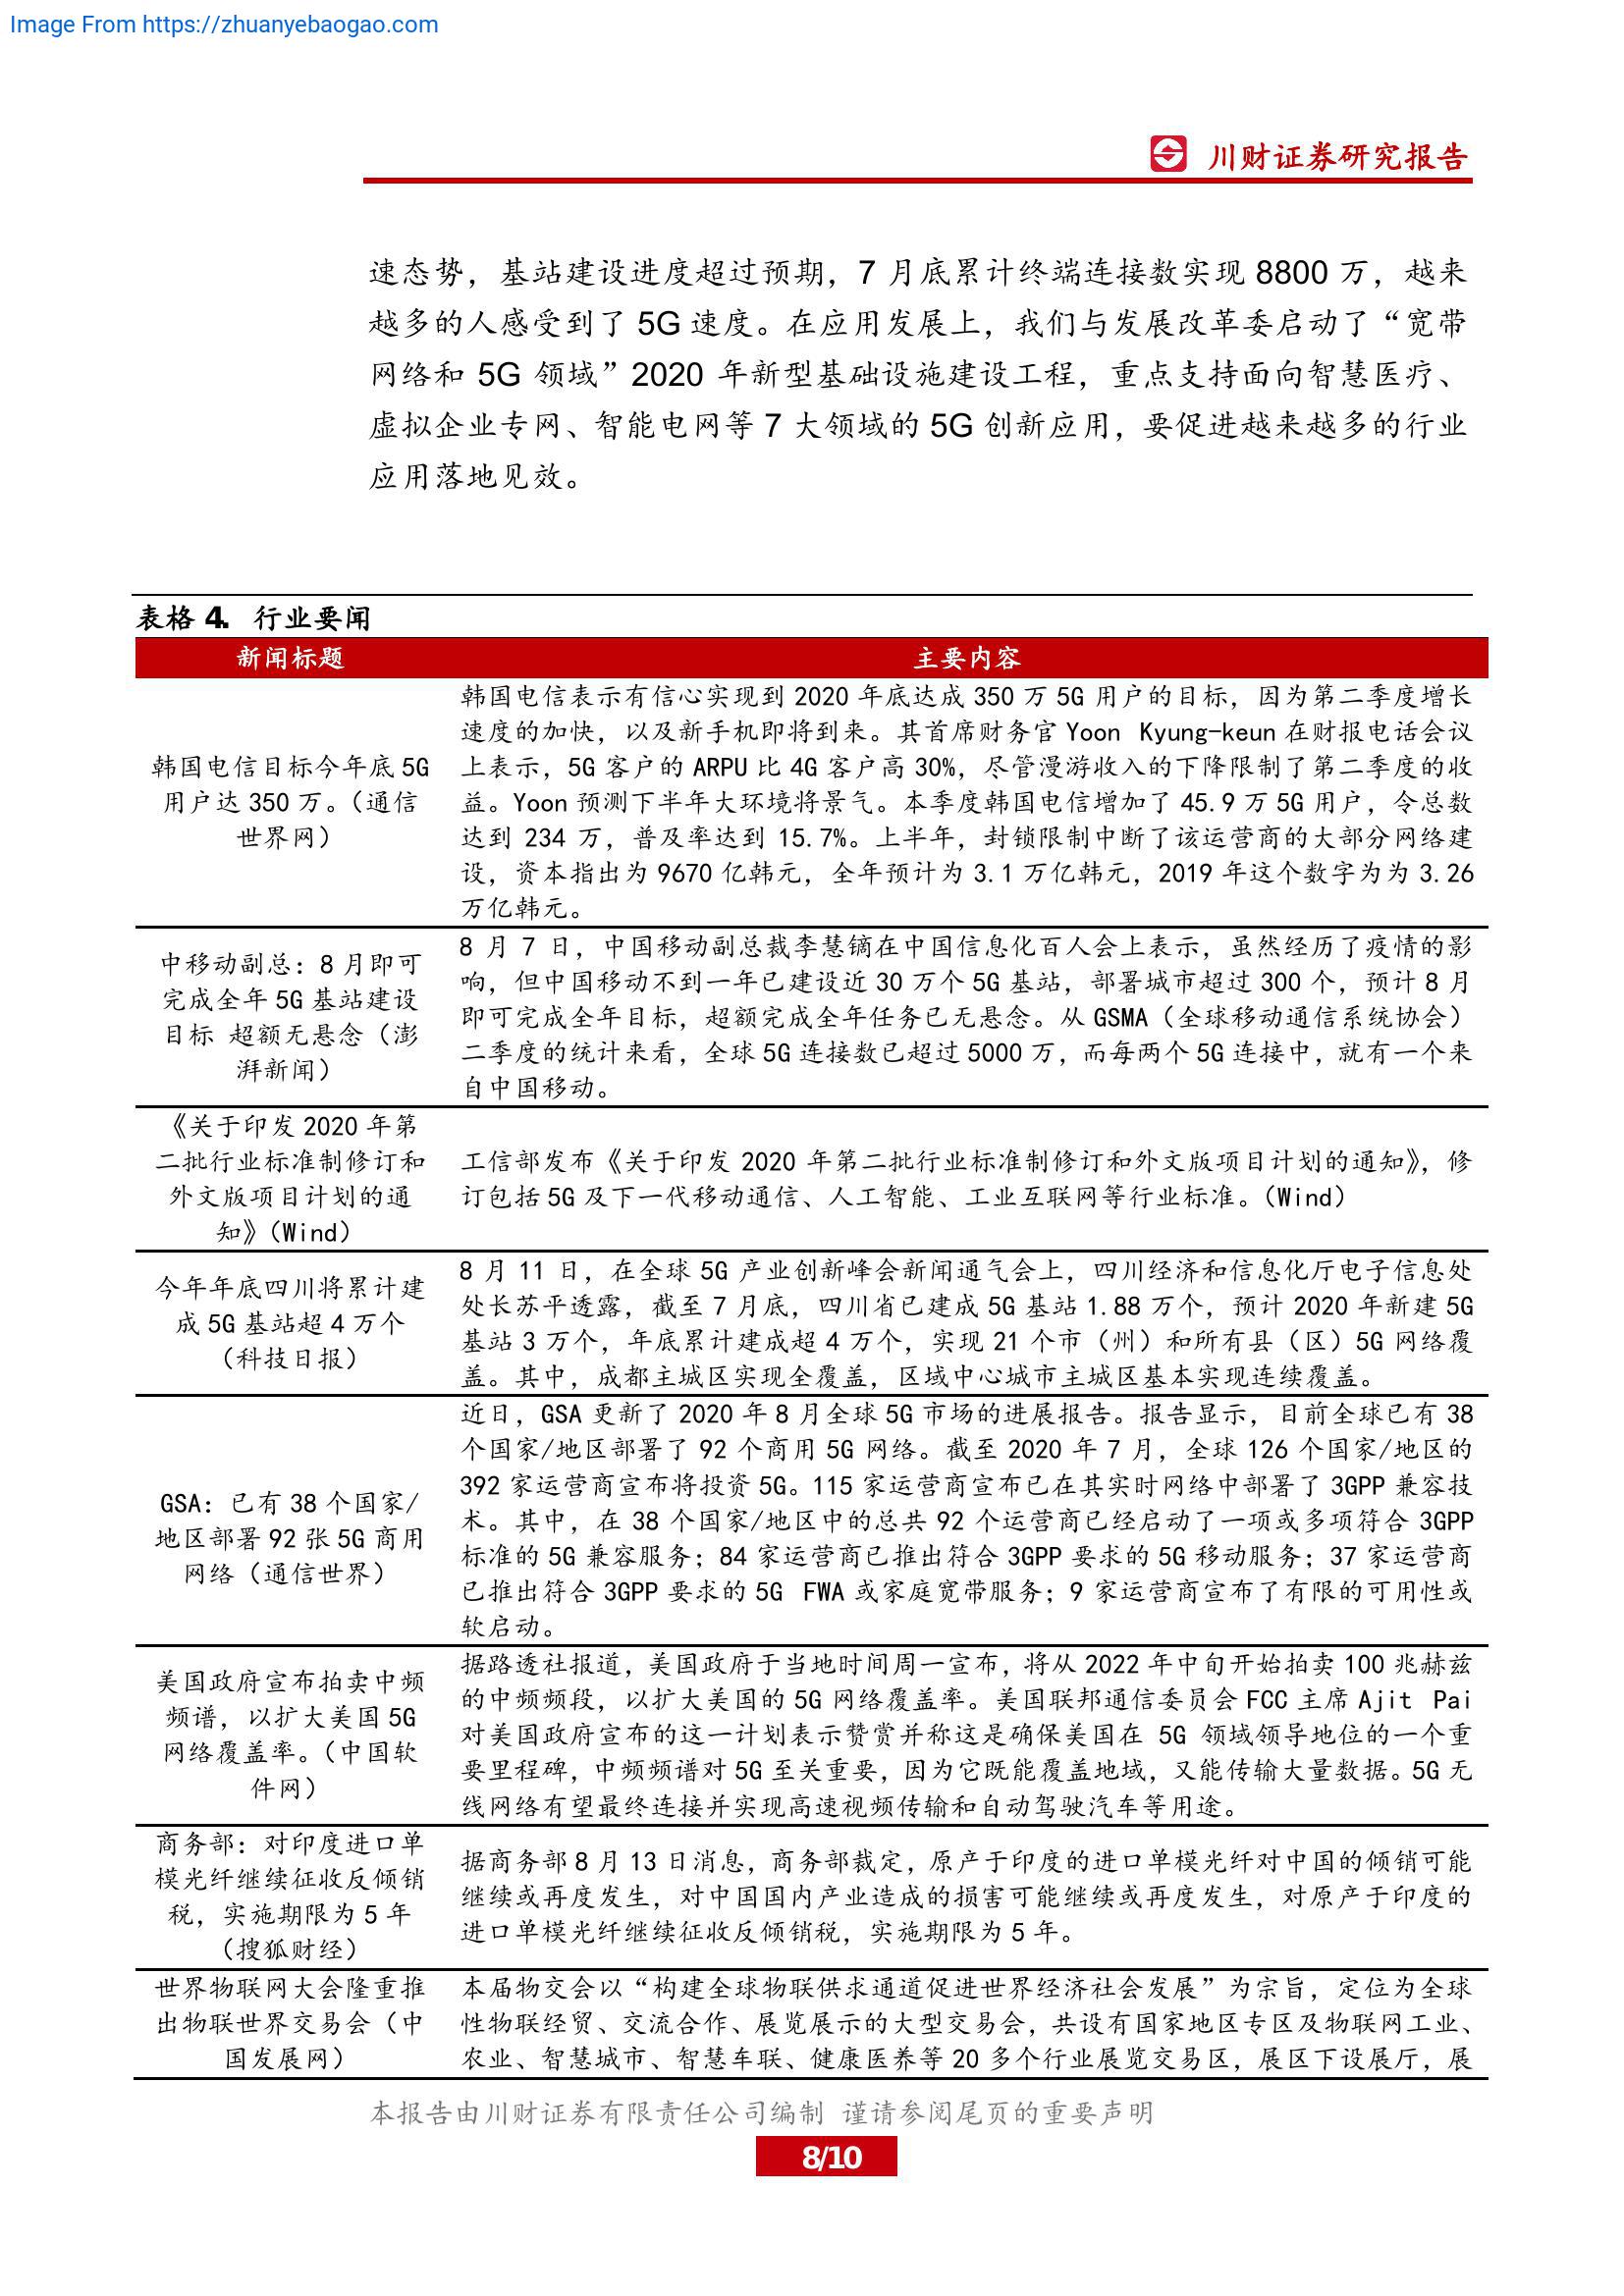 Image From https://zhuanyebaogao.com
川财证券研究报告
速态势，基站建设进度超过预期，7 月底累计终端连接数实现 8800 万，越来
越多的人感受到了 5G 速度。在应用发展上，我们与发展改革委启动了“宽带
网络和 5G 领域”2020 年新型基础设施建设工程，重点支持面向智慧医疗、
虚拟企业专网、智能电网等 7 大领域的 5G 创新应用，要促进越来越多的行业
应用落地见效。
表格 4. 行业要闻
新闻标题 主要内容
韩国电信目标今年底 5G
用户达 350 万。（通信
世界网）
韩国电信表示有信心实现到 2020 年底达成 350 万 5G 用户的目标，因为第二季度增长
速度的加快，以及新手机即将到来。其首席财务官 Yoon Kyung-keun 在财报电话会议
上表示，5G 客户的 ARPU 比 4G 客户高 30%，尽管漫游收入的下降限制了第二季度的收
益。Yoon 预测下半年大环境将景气。本季度韩国电信增加了 45.9 万 5G 用户，令总数
达到 234 万，普及率达到 15.7%。上半年，封锁限制中断了该运营商的大部分网络建
设，资本指出为 9670 亿韩元，全年预计为 3.1 万亿韩元，2019 年这个数字为为 3.26
万亿韩元。
中移动副总：8 月即可
完成全年 5G 基站建设
目标 超额无悬念（澎
湃新闻）
8 月 7 日，中国移动副总裁李慧镝在中国信息化百人会上表示，虽然经历了疫情的影
响，但中国移动不到一年已建设近 30 万个 5G 基站，部署城市超过 300 个，预计 8 月
即可完成全年目标，超额完成全年任务已无悬念。从 GSMA（全球移动通信系统协会）
二季度的统计来看，全球 5G 连接数已超过 5000 万，而每两个 5G 连接中，就有一个来
自中国移动。
《关于印发 2020 年第
二批行业标准制修订和
外文版项目计划的通
知》（Wind）
工信部发布《关于印发 2020 年第二批行业标准制修订和外文版项目计划的通知》，修
订包括 5G 及下一代移动通信、人工智能、工业互联网等行业标准。（Wind）
今年年底四川将累计建
成 5G 基站超 4 万个
（科技日报）
8 月 11 日，在全球 5G 产业创新峰会新闻通气会上，四川经济和信息化厅电子信息处
处长苏平透露，截至 7 月底，四川省已建成 5G 基站 1.88 万个，预计 2020 年新建 5G
基站 3 万个，年底累计建成超 4 万个，实现 21 个市（州）和所有县（区）5G 网络覆
盖。其中，成都主城区实现全覆盖，区域中心城市主城区基本实现连续覆盖。
GSA：已有 38 个国家/
地区部署 92 张 5G 商用
网络（通信世界）
近日，GSA 更新了 2020 年 8 月全球 5G 市场的进展报告。报告显示，目前全球已有 38
个国家/地区部署了 92 个商用 5G 网络。截至 2020 年 7 月，全球 126 个国家/地区的
392 家运营商宣布将投资 5G。115 家运营商宣布已在其实时网络中部署了 3GPP 兼容技
术。其中，在 38 个国家/地区中的总共 92 个运营商已经启动了一项或多项符合 3GPP
标准的 5G 兼容服务；84 家运营商已推出符合 3GPP 要求的 5G 移动服务；37 家运营商
已推出符合 3GPP 要求的 5G FWA 或家庭宽带服务；9 家运营商宣布了有限的可用性或
软启动。
美国政府宣布拍卖中频
频谱，以扩大美国 5G
网络覆盖率。（中国软
件网）
据路透社报道，美国政府于当地时间周一宣布，将从 2022 年中旬开始拍卖 100 兆赫兹
的中频频段，以扩大美国的 5G 网络覆盖率。美国联邦通信委员会 FCC 主席 Ajit Pai
对美国政府宣布的这一计划表示赞赏并称这是确保美国在 5G 领域领导地位的一个重
要里程碑，中频频谱对 5G 至关重要，因为它既能覆盖地域，又能传输大量数据。5G 无
线网络有望最终连接并实现高速视频传输和自动驾驶汽车等用途。
商务部：对印度进口单
模光纤继续征收反倾销
税，实施期限为 5 年
（搜狐财经）
据商务部 8 月 13 日消息，商务部裁定，原产于印度的进口单模光纤对中国的倾销可能
继续或再度发生，对中国国内产业造成的损害可能继续或再度发生，对原产于印度的
进口单模光纤继续征收反倾销税，实施期限为 5 年。
世界物联网大会隆重推
出物联世界交易会（中
国发展网）
本届物交会以“构建全球物联供求通道促进世界经济社会发展”为宗旨，定位为全球
性物联经贸、交流合作、展览展示的大型交易会，共设有国家地区专区及物联网工业、
农业、智慧城市、智慧车联、健康医养等 20 多个行业展览交易区，展区下设展厅，展
本报告由川财证券有限责任公司编制 谨请参阅尾页的重要声明
8/10